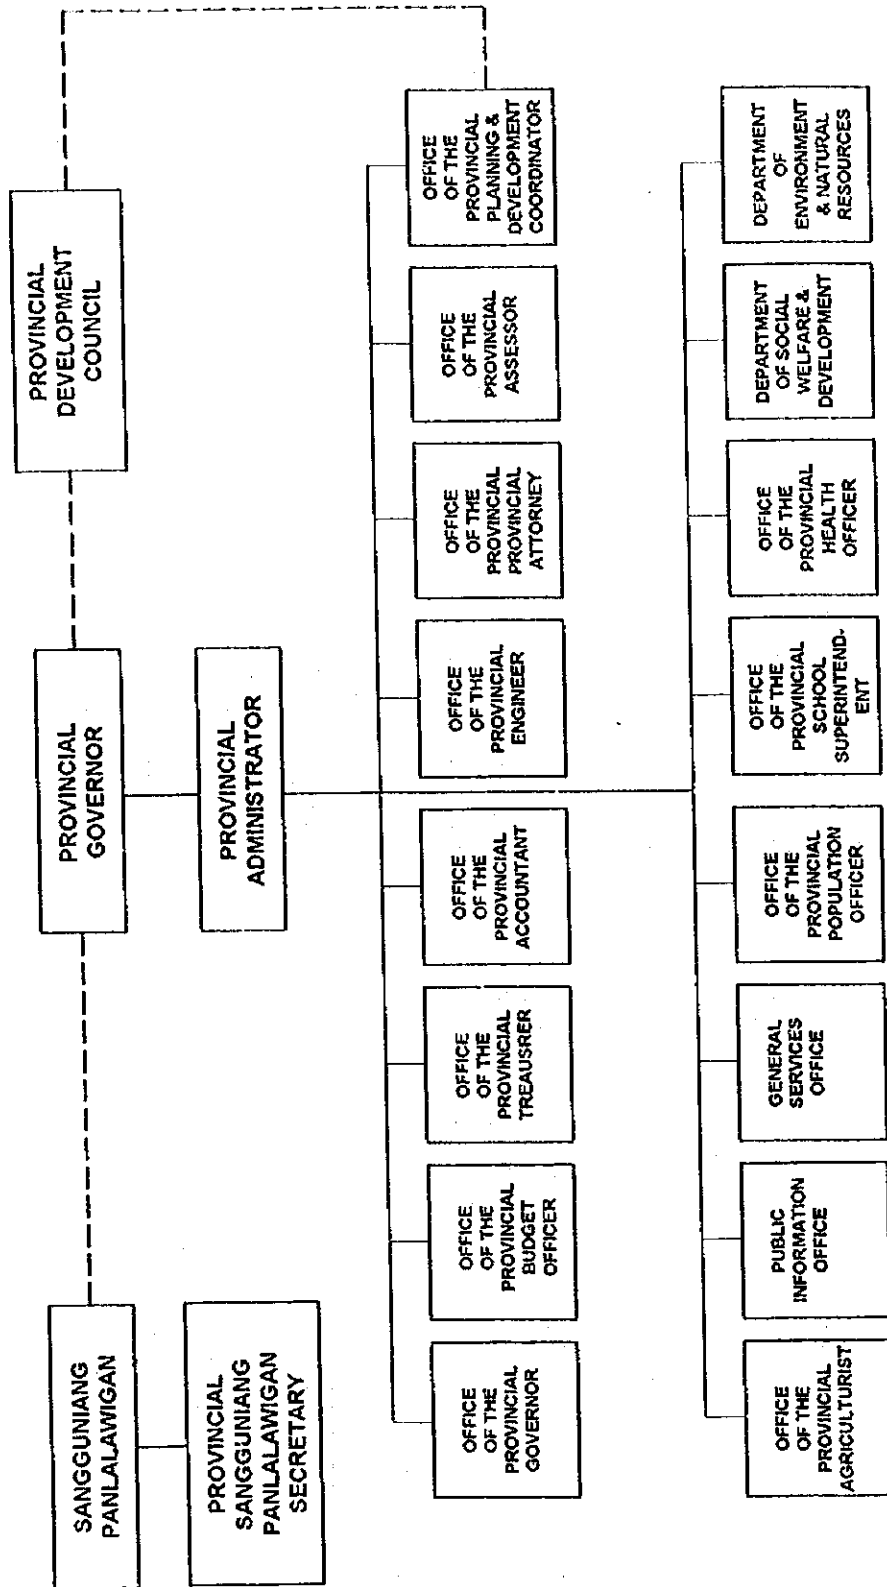 SANGGUNIANG
PANLALAWIGAN
PROVINCIAL
GOVERNOR
PROVINCIAL
DEVELOPMENT
COUNCIL
PROVINCIAL
SANGGUNIANG
PANLALAWIGAN
SECRETARY
PROVINCIAL
ADMINISTRATOR
OFFICE
OF THE
PROVINCIAL
GOVERNOR
OFFICE
OF THE
PROVINCIAL
BUDGET
OFFICER
OFFICE
OF THE
PROVINCIAL
TREAUSRER
OFFICE
OF THE
PROVINCIAL
ACCOUNTANT
OFFICE
OF THE
PROVINCIAL
ENGINEER
OFFICE
OF THE
PROVINCIAL
PROVINCIAL
ATTORNEY
OFFICE
OF THE
PROVINCIAL
ASSESSOR
OFFICE
OF THE
PROVINCIAL
PLANNING &
DEVELOPMENT
COORDINATOR
OFFICE
OF THE
PROVINCIAL
AGRICULTURIST
PUBLIC
INFORMATION
OFFICE
GENERAL
SERVICES
OFFICE
OFFICE
OF THE
PROVINCIAL
POPULATION
OFFICER
OFFICE
OF THE
PROVINCIAL
SCHOOL
SUPERINTEND-
ENT
OFFICE
OF THE
PROVINCIAL
HEALTH
OFFICER
DEPARTMENT
OF SOCIAL
WELFARE &
DEVELOPMENT
DEPARTMENT
OF
ENVIRONMENT
& NATURAL
RESOURCES